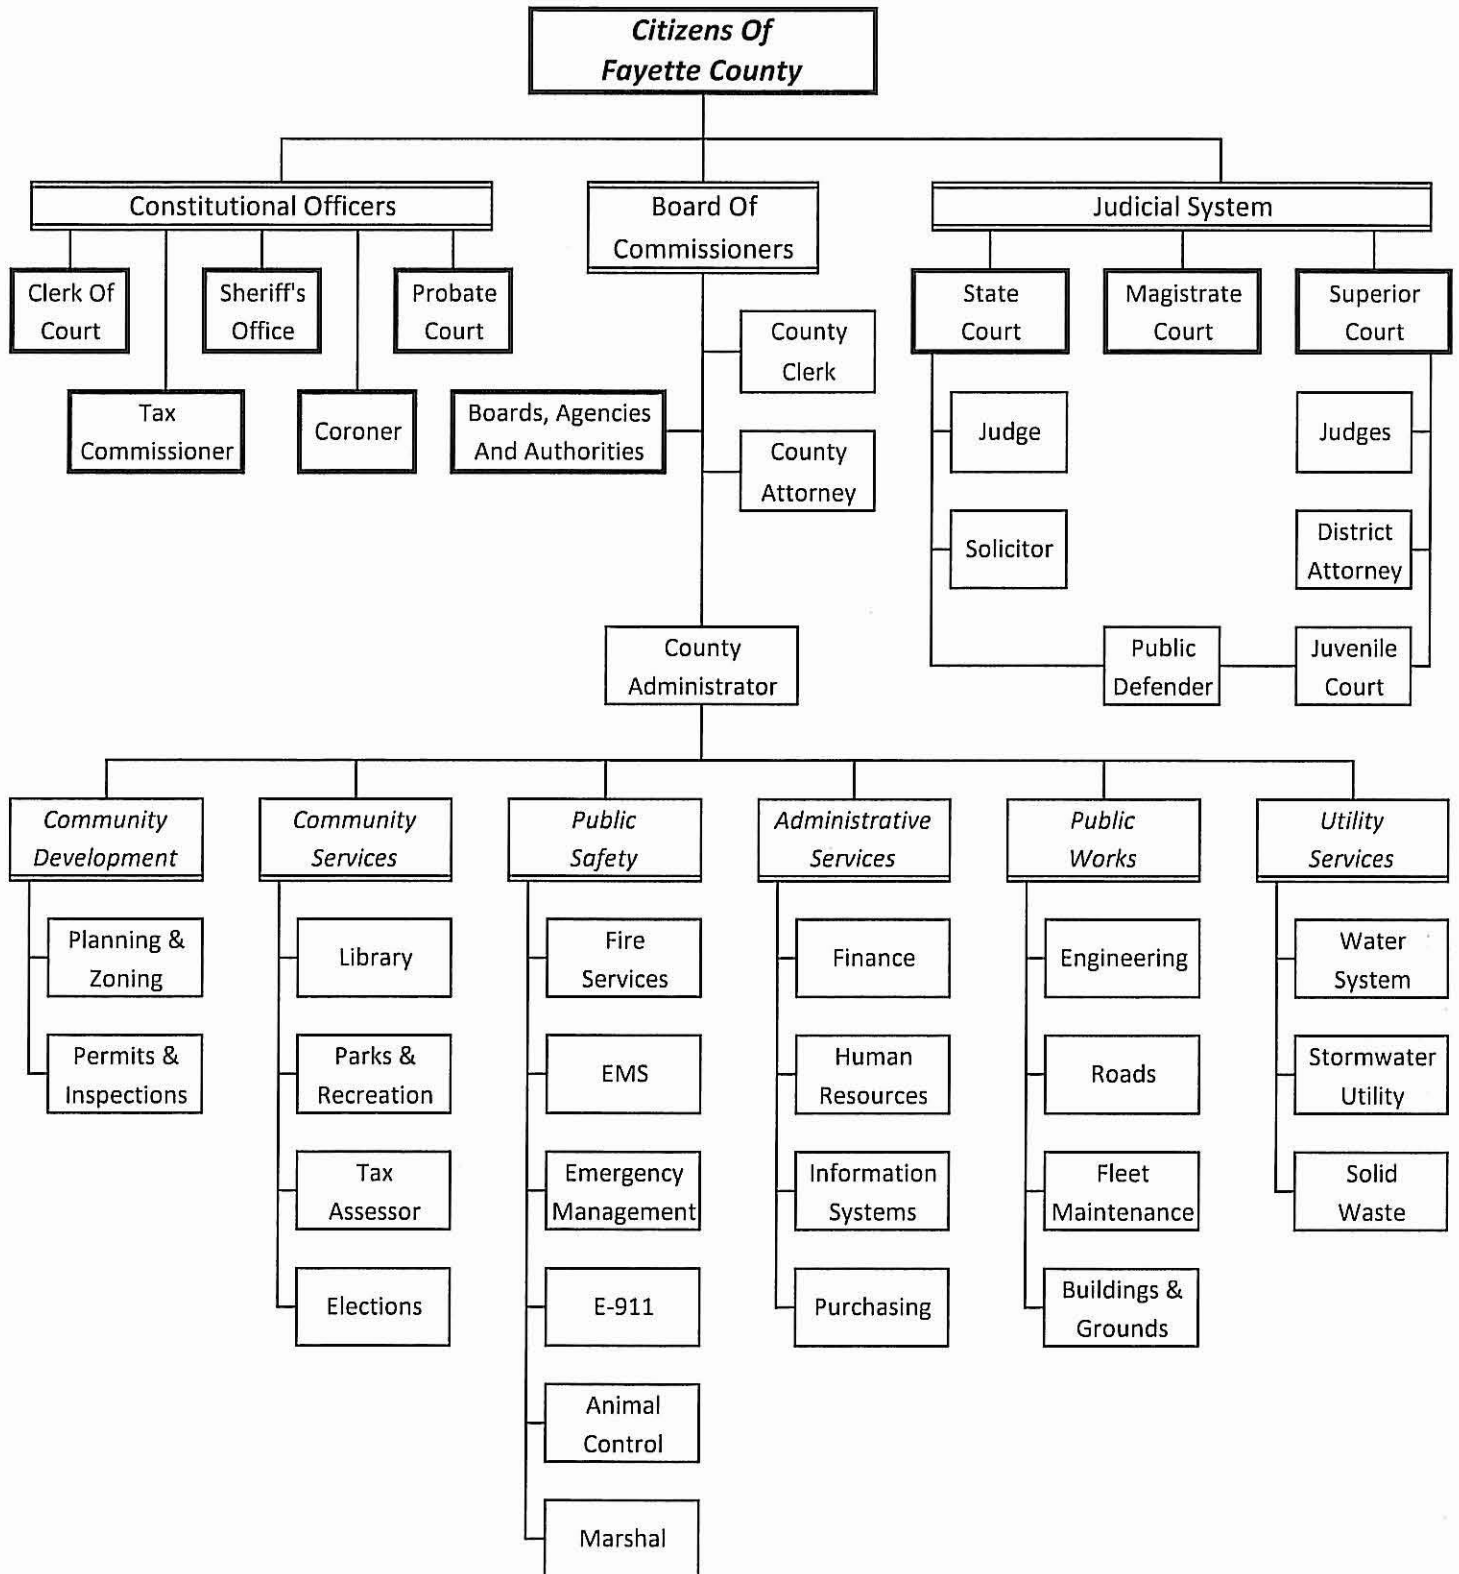 Citizens Of
Fayette County
Constitutional Officers
Board Of
Commissioners
Judicial System
Clerk Of
Court
Sheriff's
Office
Probate
Court
Tax
Commissioner
Coroner
Boards, Agencies
And Authorities
County
Clerk
County
Attorney
State
Court
Magistrate
Court
Superior
Court
Judge
Solicitor
Judges
District
Attorney
Public
Defender
Juvenile
Court
County
Administrator
Community
Development
Planning &
Zoning
Permits &
Inspections
Community
Services
Library
Parks &
Recreation
Tax
Assessor
Elections
Public
Safety
Fire
Services
EMS
Emergency
Management
E-911
Animal
Control
Marshal
Administrative
Services
Finance
Human
Resources
Information
Systems
Purchasing
Public
Works
Engineering
Roads
Fleet
Maintenance
Buildings &
Grounds
Utility
Services
Water
System
Stormwater
Utility
Solid
Waste